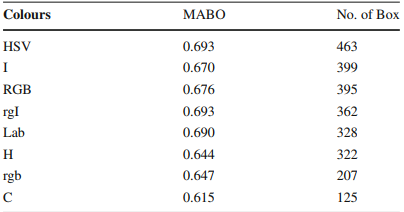 Colours MABO No. of Box
HSV 0.693 463
I 0.670 399
RGB 0.676 395
rgI 0.693 362
Lab 0.690 328
H 0.644 322
rgb 0.647 207
C 0.615 125